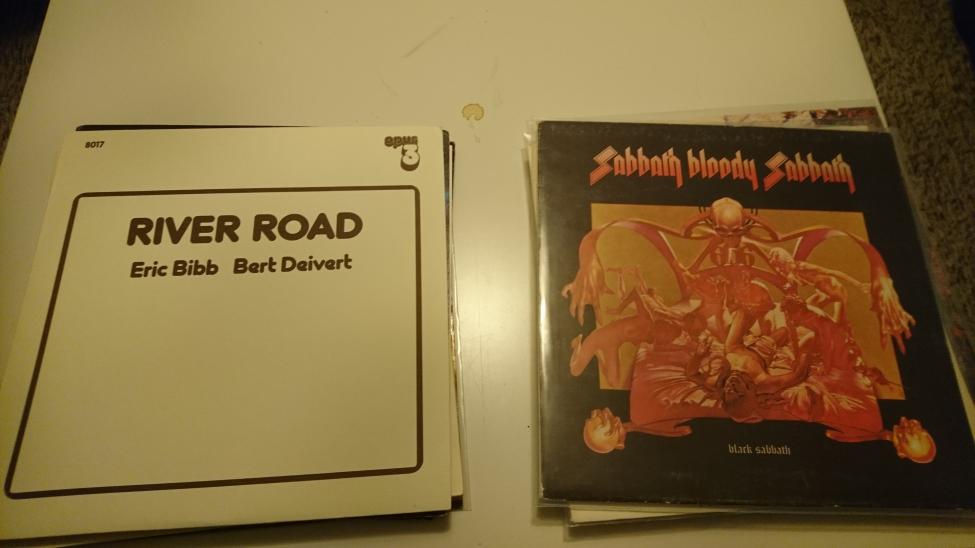 8017
opus 3
RIVER ROAD
Eric Bibb Bert Deivert
Sabbath bloody Sabbath
black sabbath